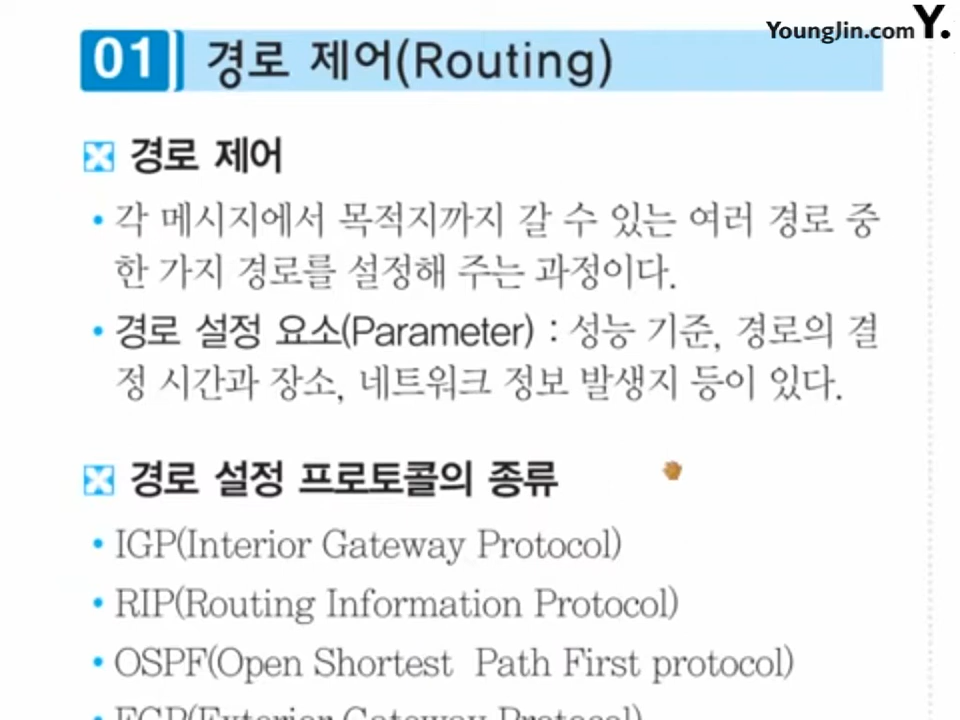 YoungJin.com Y.
01 경로 제어(Routing)
경로 제어
• 각 메시지에서 목적지까지 갈 수 있는 여러 경로 중
한 가지 경로를 설정해 주는 과정이다.
• 경로 설정 요소(Parameter) : 성능 기준, 경로의 결
정 시간과 장소, 네트워크 정보 발생지 등이 있다.
경로 설정 프로토콜의 종류
• IGP(Interior Gateway Protocol)
• RIP(Routing Information Protocol)
• OSPF(Open Shortest Path First protocol)
• EGP(Exterior Gateway Protocol)